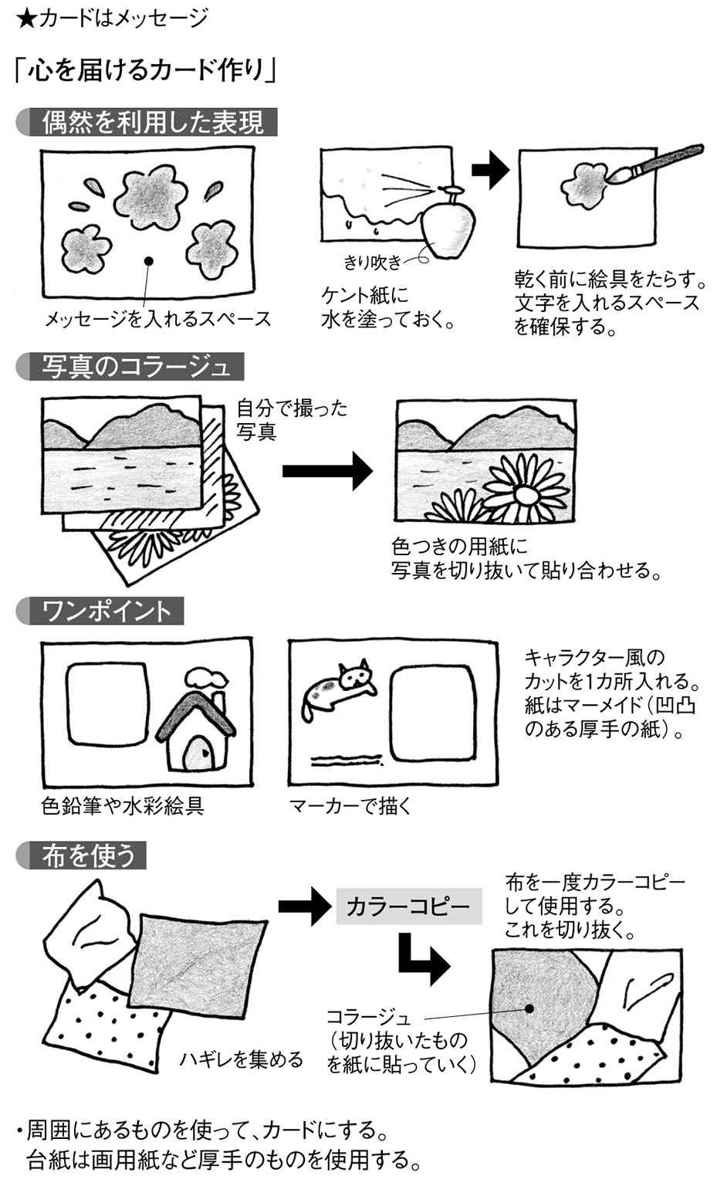 ★カードはメッセージ
「心を届けるカード作り」
偶然を利用した表現
メッセージを入れるスペース
きり吹き
ケント紙に
水を塗っておく。
乾く前に絵具をたらす。
文字を入れるスペース
を確保する。
写真のコラージュ
自分で撮った
写真
色つきの用紙に
写真を切り抜いて貼り合わせる。
ワンポイント
色鉛筆や水彩絵具
マーカーで描く
キャラクター風の
カットを1カ所入れる。
紙はマーメイド（凹凸
のある厚手の紙）。
布を使う
ハギレを集める
カラーコピー
布を一度カラーコピー
して使用する。
これを切り抜く。
コラージュ
（切り抜いたもの
を紙に貼っていく）
・周囲にあるものを使って、カードにする。
台紙は画用紙など厚手のものを使用する。